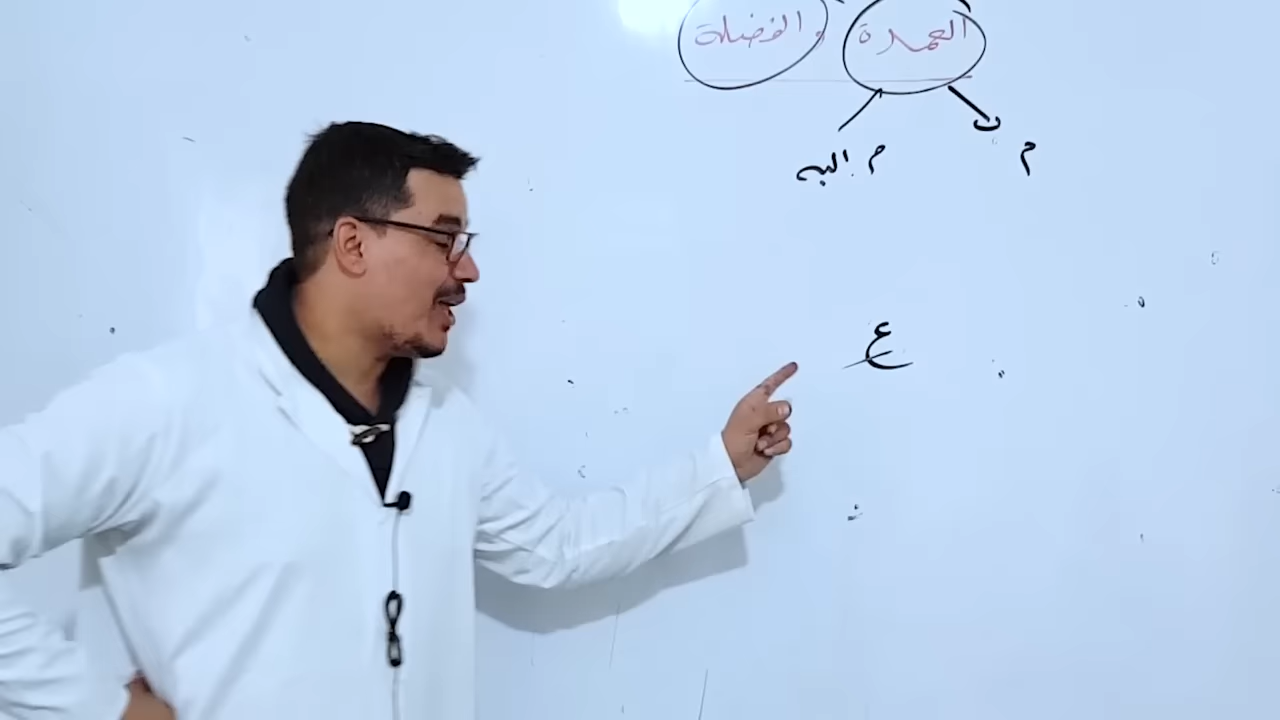 العمدة . الفضلة
م م إليه
ع